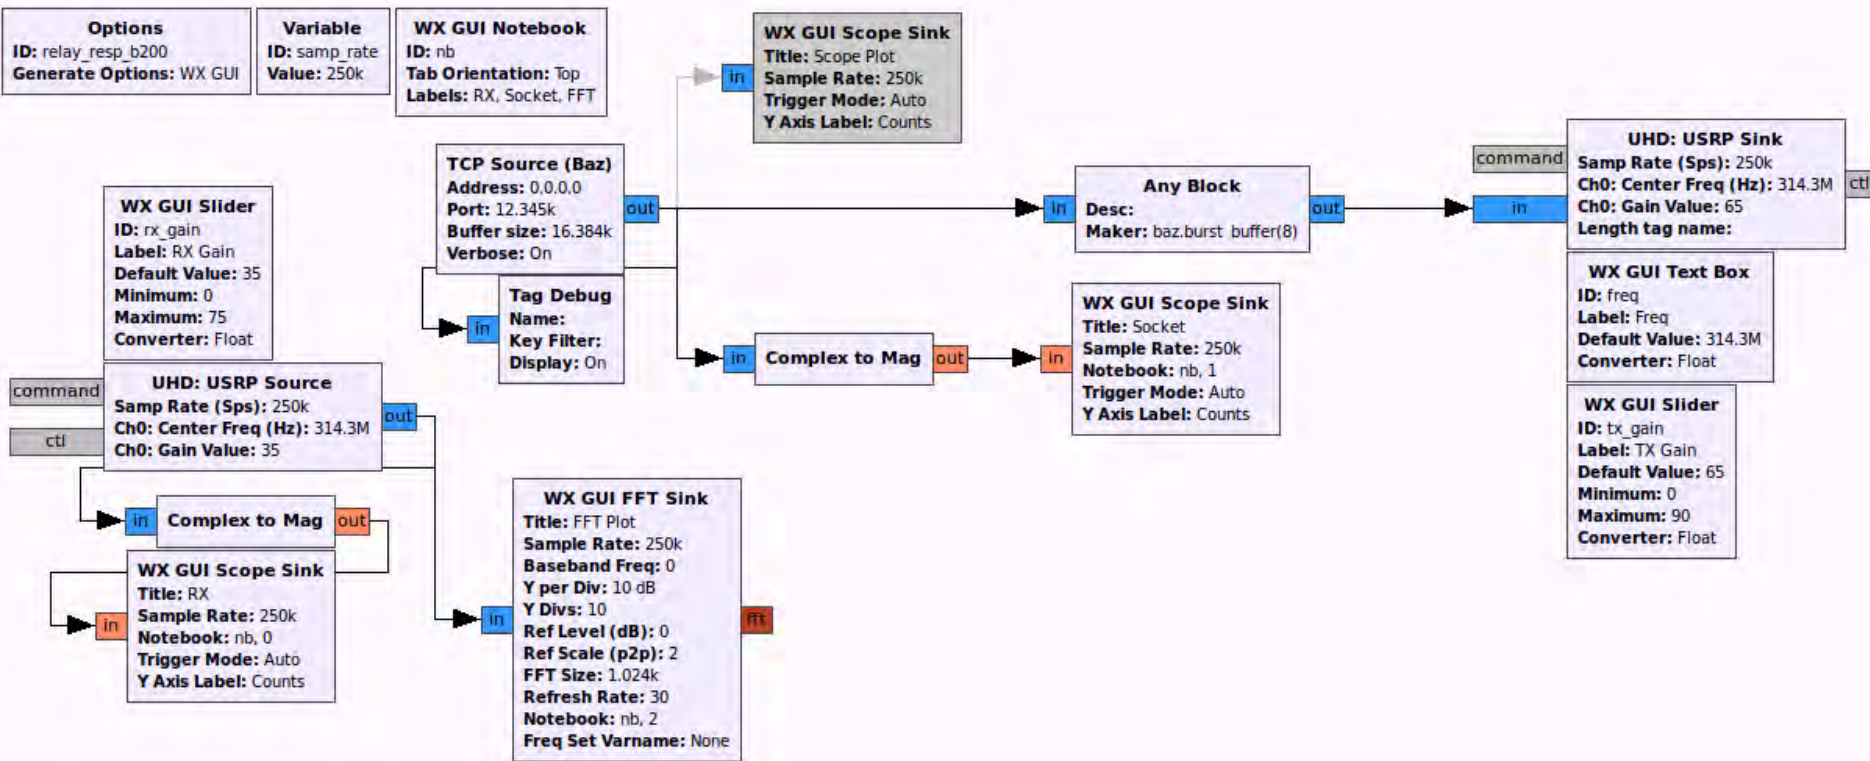 Options
ID: relay_resp_b200
Generate Options: WX GUI
Variable
ID: samp_rate
Value: 250k
WX GUI Notebook
ID: nb
Tab Orientation: Top
Labels: RX, Socket, FFT
WX GUI Scope Sink
Title: Scope Plot
Sample Rate: 250k
Trigger Mode: Auto
Y Axis Label: Counts
in
TCP Source (Baz)
Address: 0.0.0.0
Port: 12.345k
Buffer size: 16.384k
Verbose: On
out
in
Any Block
Desc:
Maker: baz.burst_buffer(8)
out
command
in
UHD: USRP Sink
Samp Rate (Sps): 250k
Ch0: Center Freq (Hz): 314.3M
Ch0: Gain Value: 65
Length tag name:
ctl
WX GUI Slider
ID: rx_gain
Label: RX Gain
Default Value: 35
Minimum: 0
Maximum: 75
Converter: Float
in
Tag Debug
Name:
Key Filter:
Display: On
in
Complex to Mag
out
in
WX GUI Scope Sink
Title: Socket
Sample Rate: 250k
Notebook: nb, 1
Trigger Mode: Auto
Y Axis Label: Counts
WX GUI Text Box
ID: freq
Label: Freq
Default Value: 314.3M
Converter: Float
WX GUI Slider
ID: tx_gain
Label: TX Gain
Default Value: 65
Minimum: 0
Maximum: 90
Converter: Float
command
ctl
UHD: USRP Source
Samp Rate (Sps): 250k
Ch0: Center Freq (Hz): 314.3M
Ch0: Gain Value: 35
out
in
Complex to Mag
out
in
WX GUI Scope Sink
Title: RX
Sample Rate: 250k
Notebook: nb, 0
Trigger Mode: Auto
Y Axis Label: Counts
in
WX GUI FFT Sink
Title: FFT Plot
Sample Rate: 250k
Baseband Freq: 0
Y per Div: 10 dB
Y Divs: 10
Ref Level (dB): 0
Ref Scale (p2p): 2
FFT Size: 1.024k
Refresh Rate: 30
Notebook: nb, 2
Freq Set Varname: None
fft